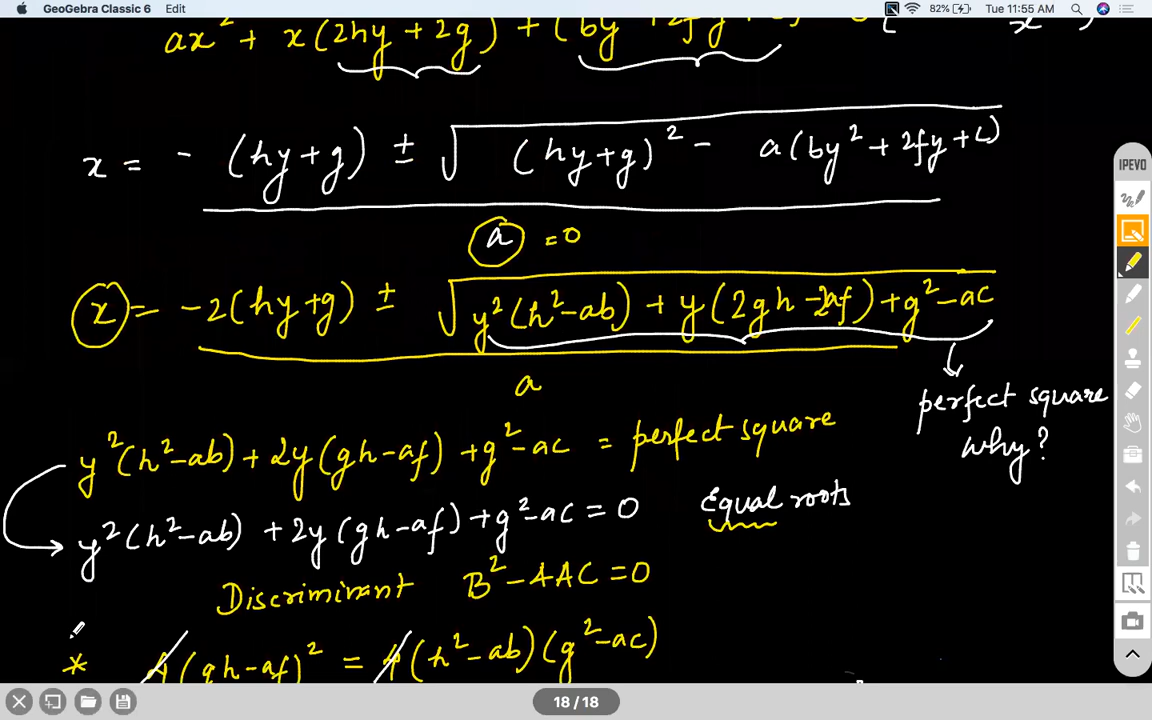 GeoGebra Classic 6 Edit 82% Tue 11:55 AM
ax² + x(2hy + 2g) + (by
x = - (hy+g) ± √(hy+g)² - a(by² + 2fy + c)
a = 0
IPEVO
x = -2(hy+g) ± √y²(h²-ab) + y(2gh-2af) + g²-ac
a
perfect square
why?
y²(h²-ab) + 2y(gh-af) + g²-ac = perfect square
y²(h²-ab) + 2y(gh-af) + g²-ac = 0 Equal roots
Discriminant B²-4AC = 0
* 4(gh-af)² = 4(h²-ab)(g²-ac)
18 / 18